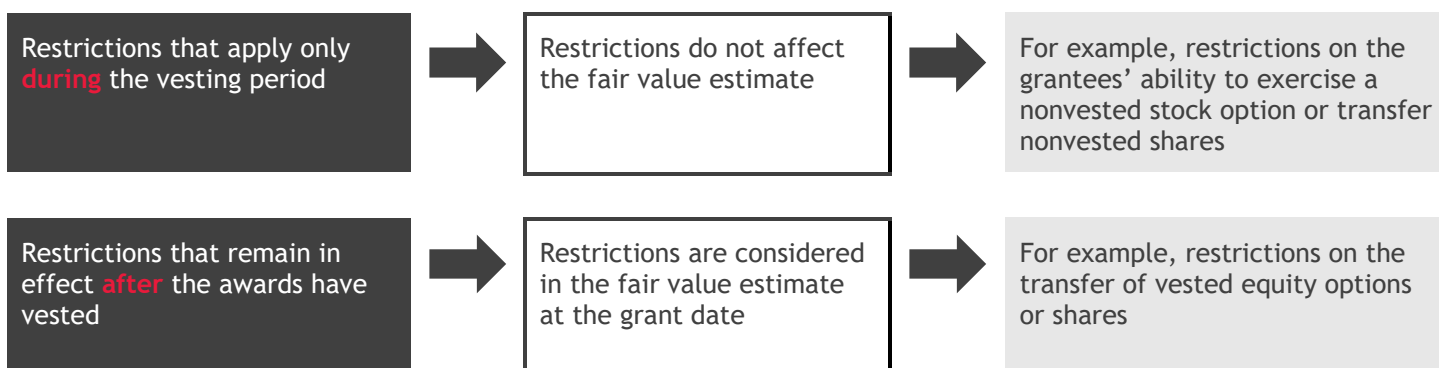 Restrictions that apply only
during the vesting period
Restrictions do not affect
the fair value estimate
For example, restrictions on the
grantees’ ability to exercise a
nonvested stock option or transfer
nonvested shares
Restrictions that remain in
effect after the awards have
vested
Restrictions are considered
in the fair value estimate
at the grant date
For example, restrictions on the
transfer of vested equity options
or shares